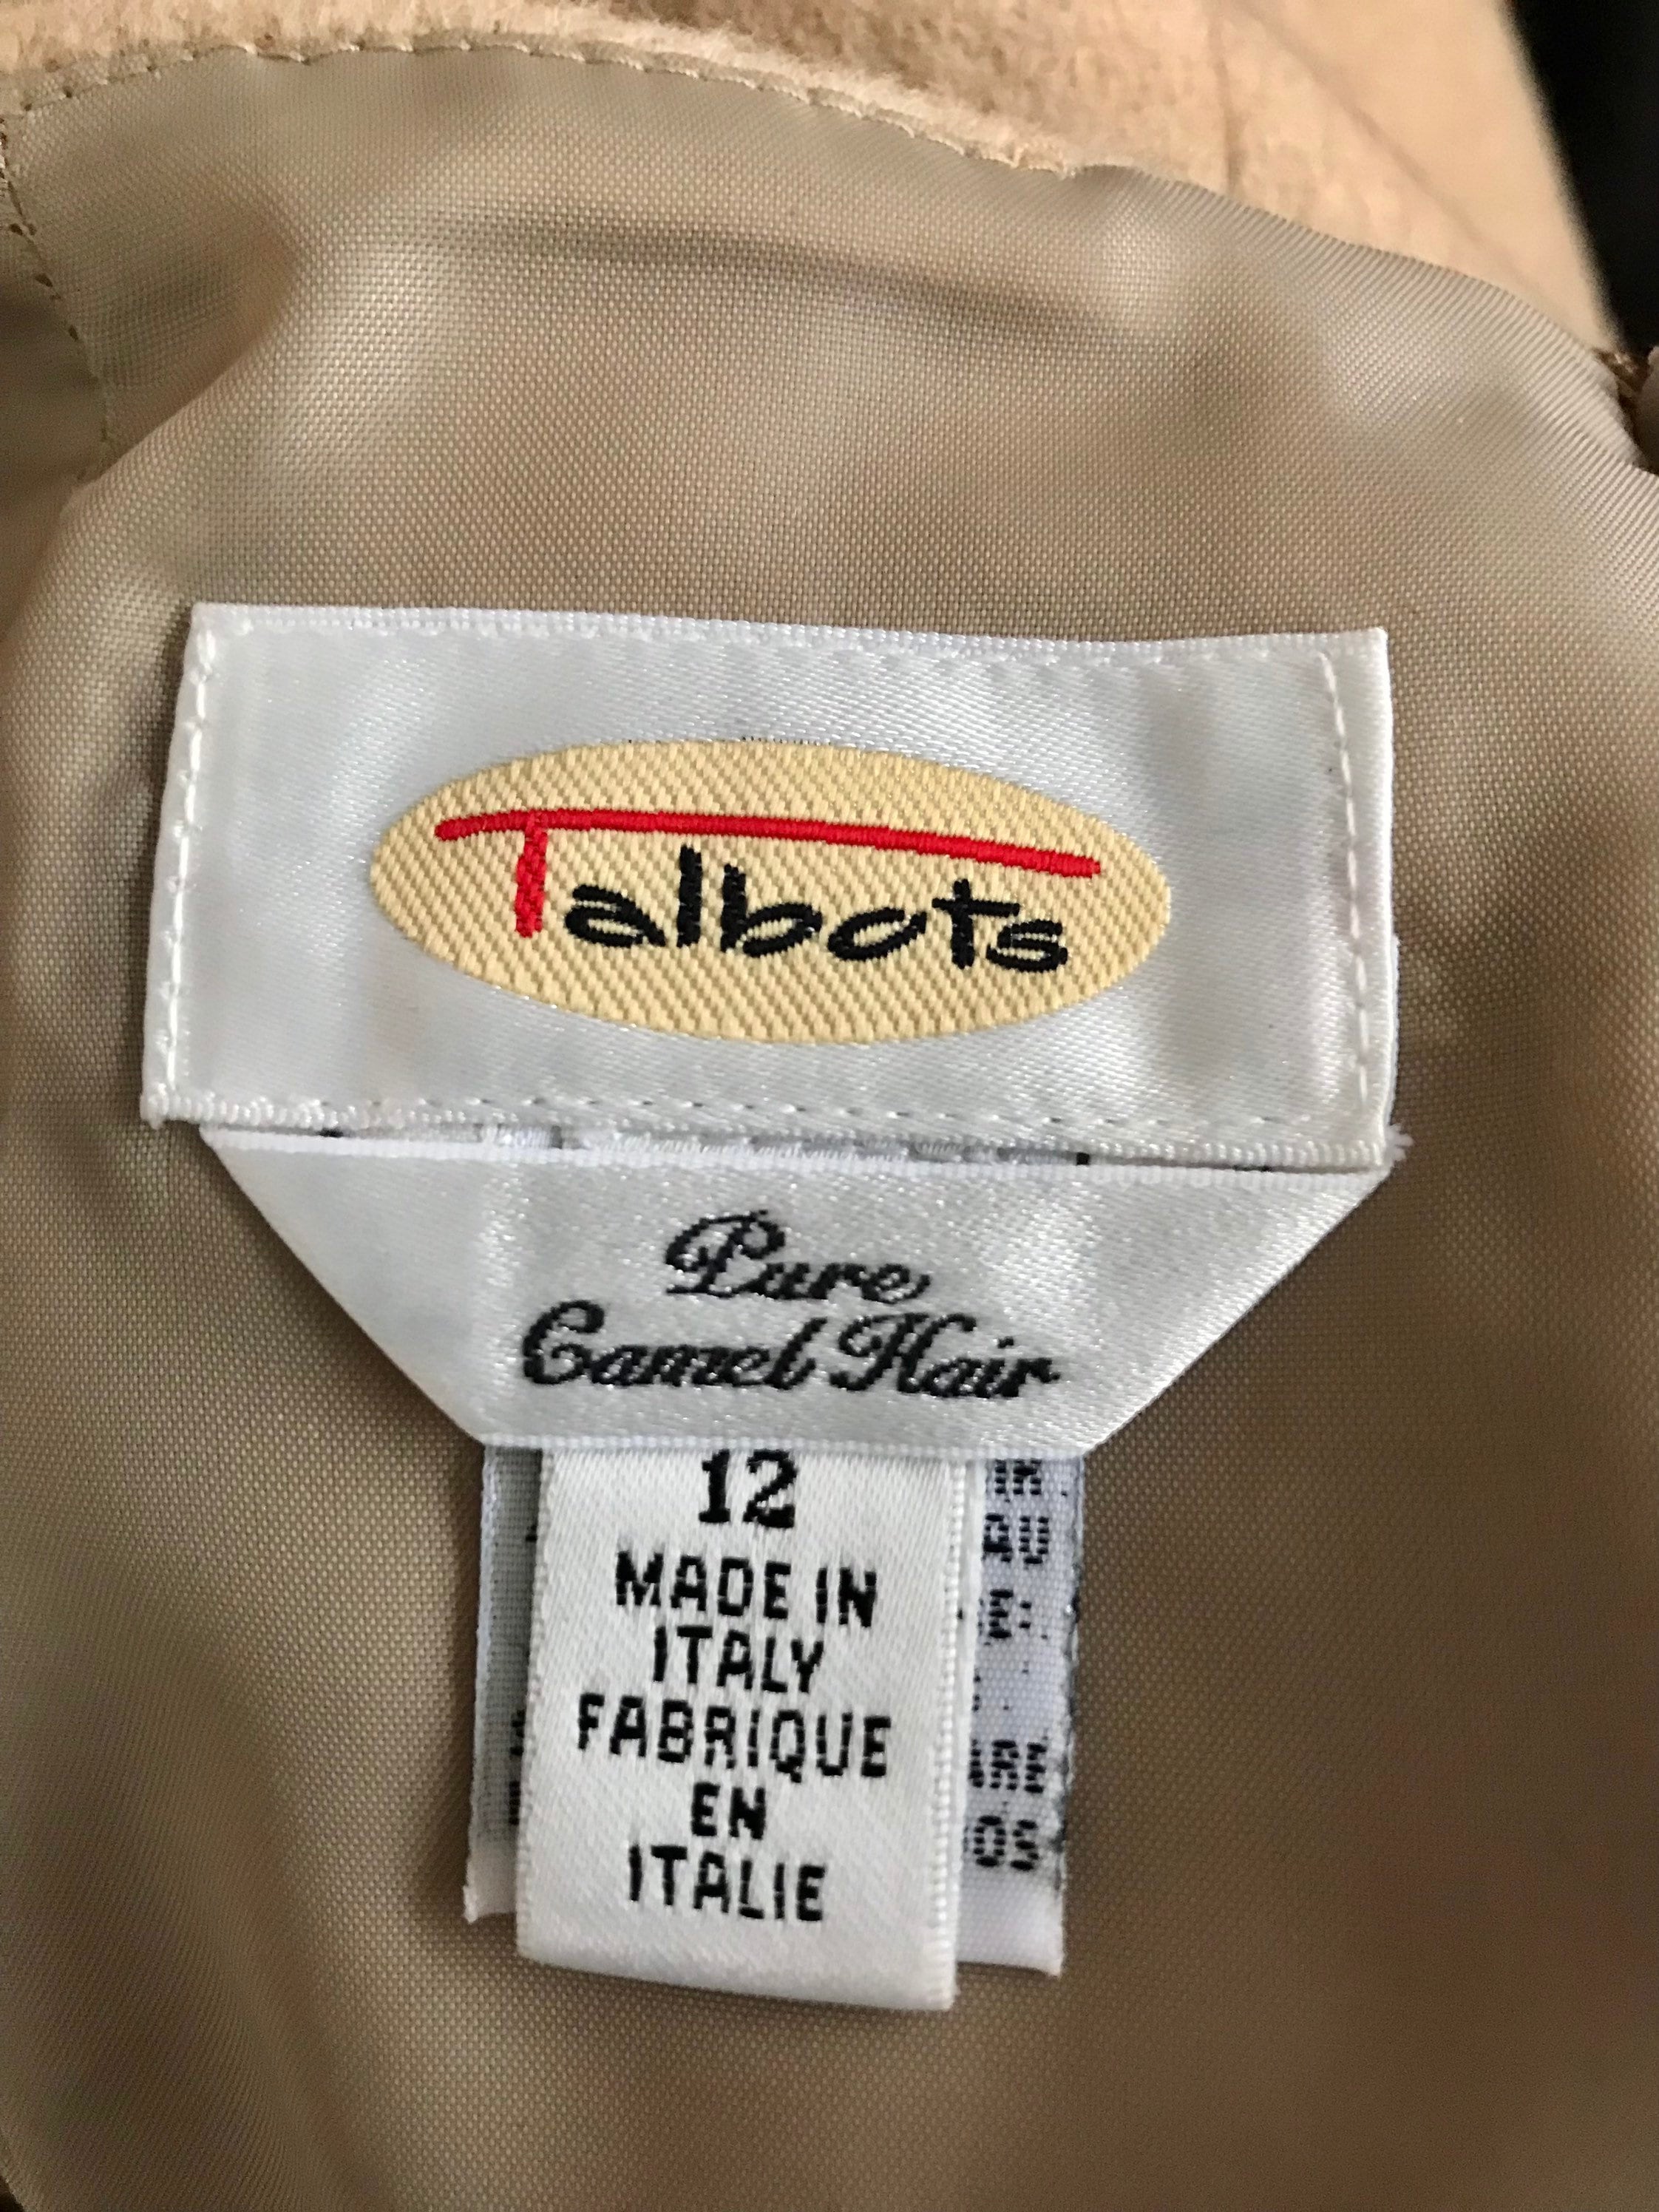 Talbots
Pure
Camel Hair
12
MADE IN
ITALY
FABRIQUE
EN
ITALIE